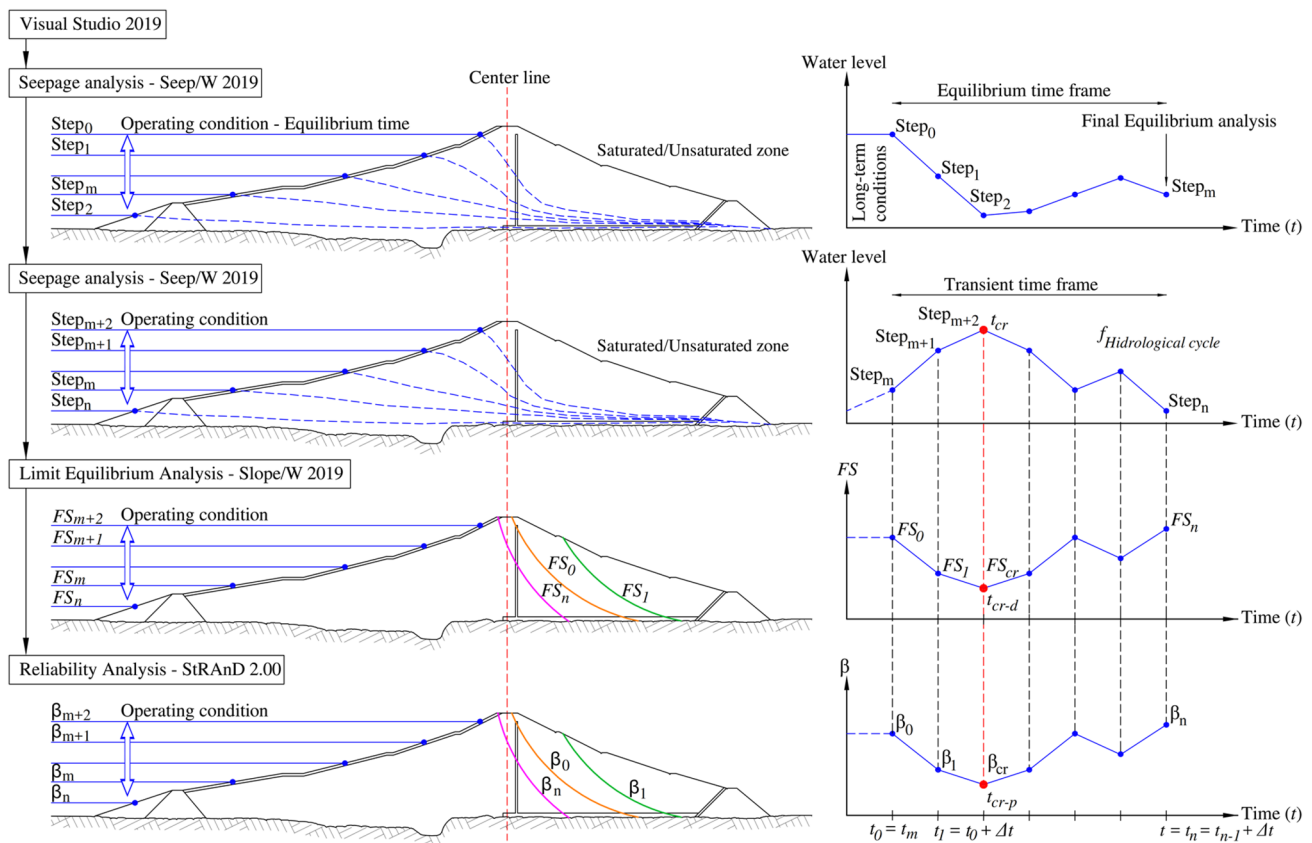 Visual Studio 2019
Seepage analysis - Seep/W 2019
Center line
Step0 Operating condition - Equilibrium time
Step1
Stepm
Step2
Saturated/Unsaturated zone
Water level
Equilibrium time frame
Final Equilibrium analysis
Long-term
conditions
Step0
Step1
Step2
Stepm
Time (t)
Seepage analysis - Seep/W 2019
Stepm+2 Operating condition
Stepm+1
Stepm
Stepn
Saturated/Unsaturated zone
Water level
Transient time frame
Stepm+2 tcr
Stepm+1
fHidrological cycle
Stepm
Stepn
Time (t)
Limit Equilibrium Analysis - Slope/W 2019
FSm+2 Operating condition
FSm+1
FSm
FSn
FS0
FSn
FS1
FS
FS0
FS1
FScr
tcr-d
FSn
Time (t)
Reliability Analysis - StRAnD 2.00
βm+2 Operating condition
βm+1
βm
βn
β0
βn
β1
β
β0
β1
βcr
tcr-p
βn
Time (t)
t0 = tm t1 = t0 + Δt t = tn = tn-1 + Δt